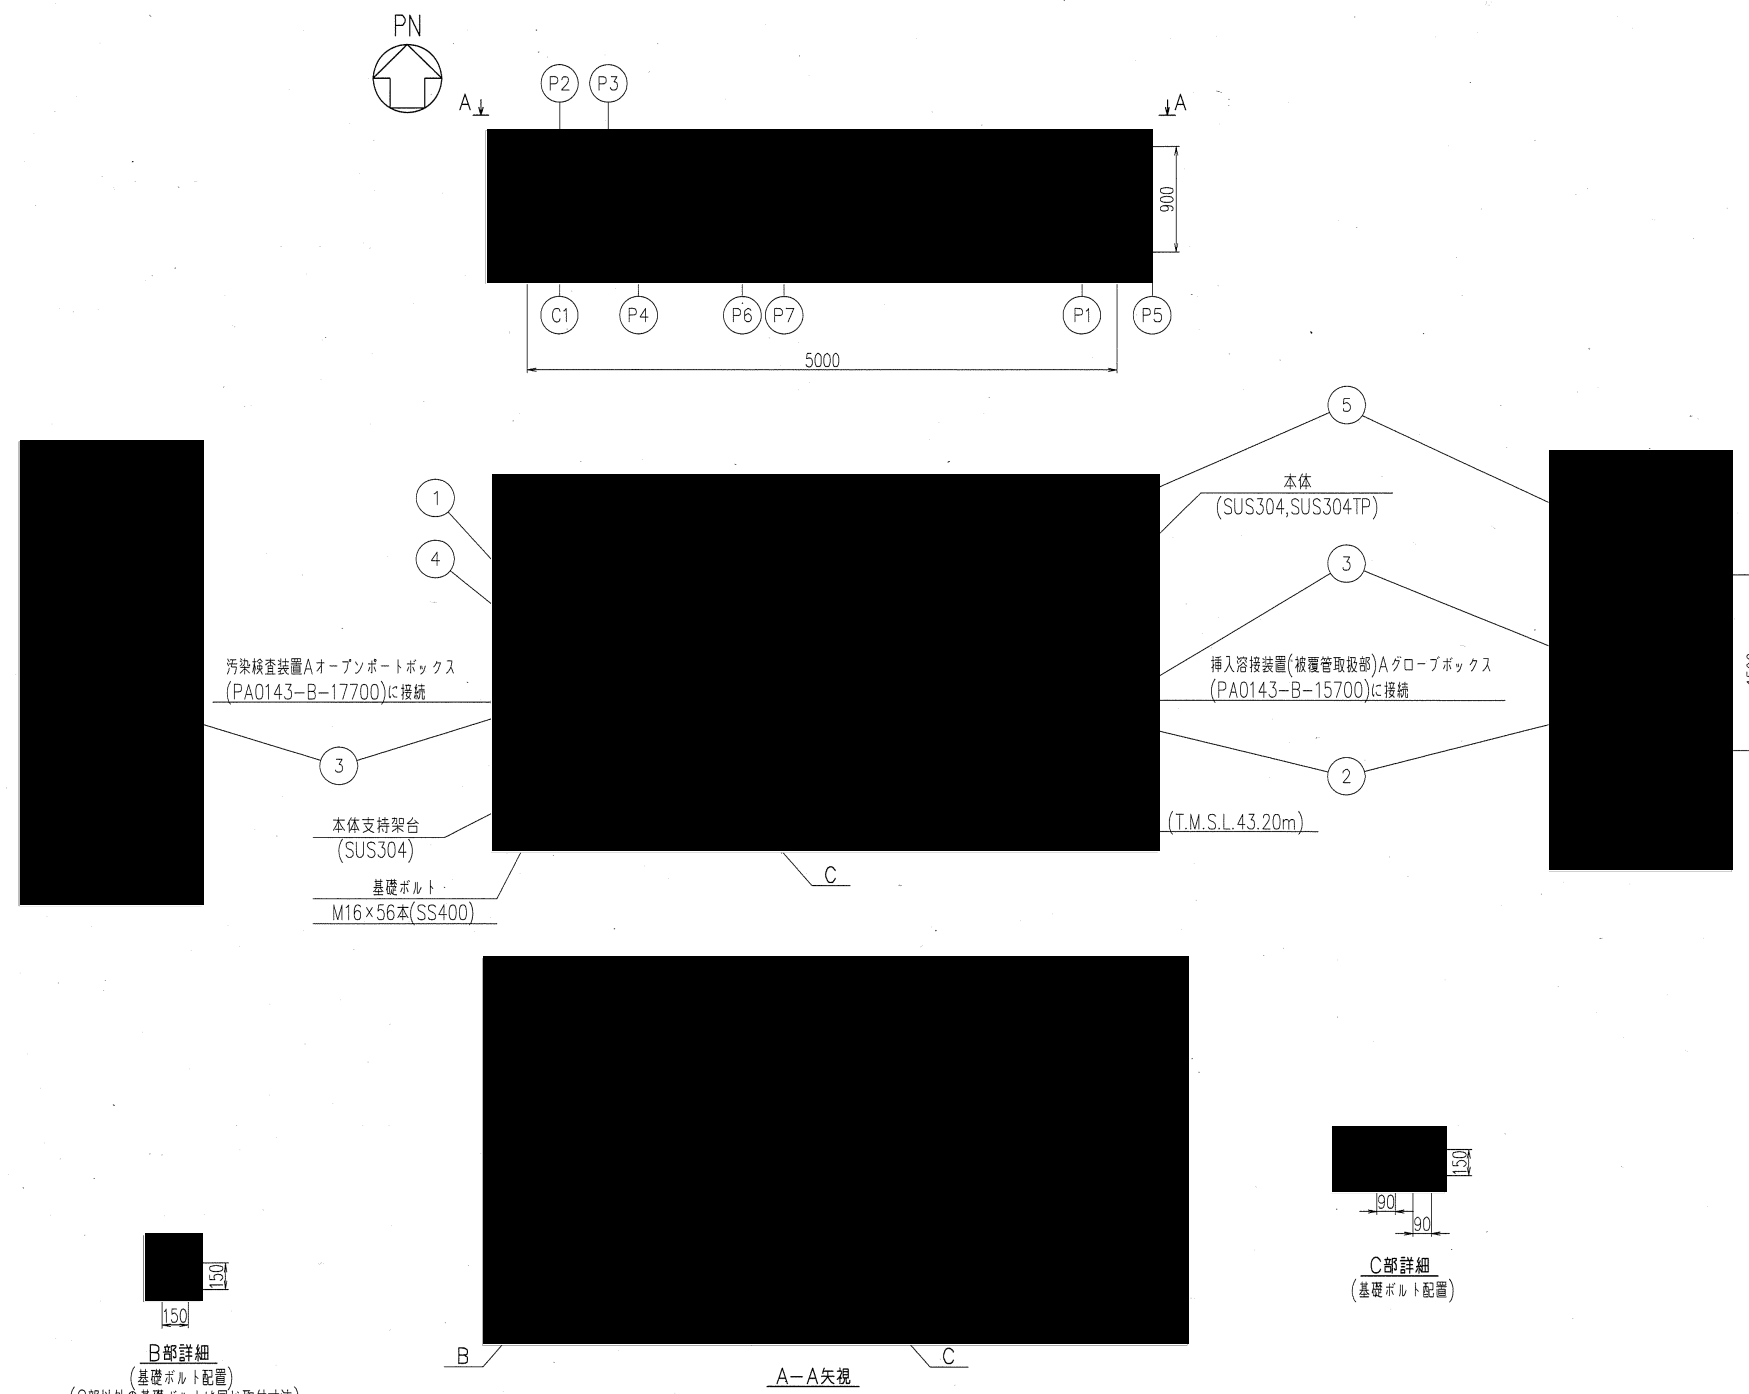 PN
P2 P3
A A
900
C1 P4 P6 P7 P1 P5
5000
5
1
本体
(SUS304,SUS304TP)
4
3
汚染検査装置Aオープンポートボックス
(PA0143-B-17700)に接続
挿入溶接装置(被覆管取扱部)Aグローブボックス
(PA0143-B-15700)に接続
3
2
本体支持架台
(SUS304)
(T.M.S.L.43.20m)
C
基礎ボルト
M16×56本(SS400)
150
90
90
C部詳細
(基礎ボルト配置)
150
150
B部詳細
(基礎ボルト配置)
B
C
A-A矢視